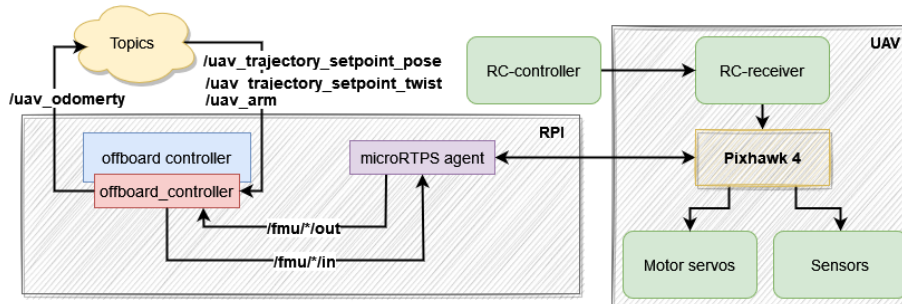 Topics
UAV
/uav_trajectory_setpoint_pose
RC-controller
RC-receiver
/uav_trajectory_setpoint_twist
/uav_odomerty
/uav_arm
RPI
offboard controller
microRTPS agent
Pixhawk 4
offboard_controller
/fmu/*/out
/fmu/*/in
Motor servos
Sensors